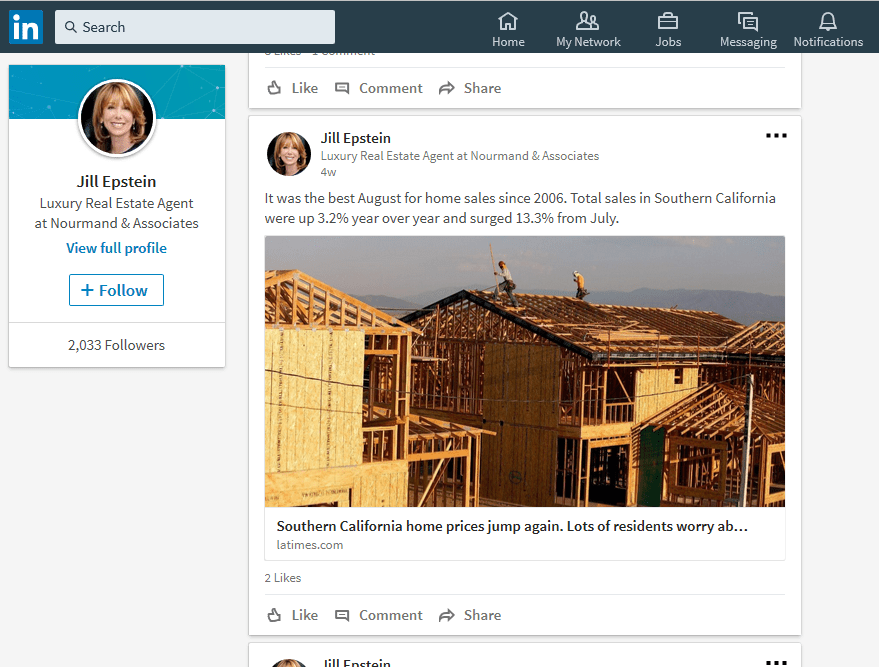 in
Search
Home
My Network
Jobs
Messaging
Notifications
Like
Comment
Share
Jill Epstein
Luxury Real Estate Agent
at Nourmand & Associates
View full profile
+ Follow
2,033 Followers
Jill Epstein
Luxury Real Estate Agent at Nourmand & Associates
4w
It was the best August for home sales since 2006. Total sales in Southern California
were up 3.2% year over year and surged 13.3% from July.
Southern California home prices jump again. Lots of residents worry ab...
latimes.com
2 Likes
Like
Comment
Share
Jill Epstein